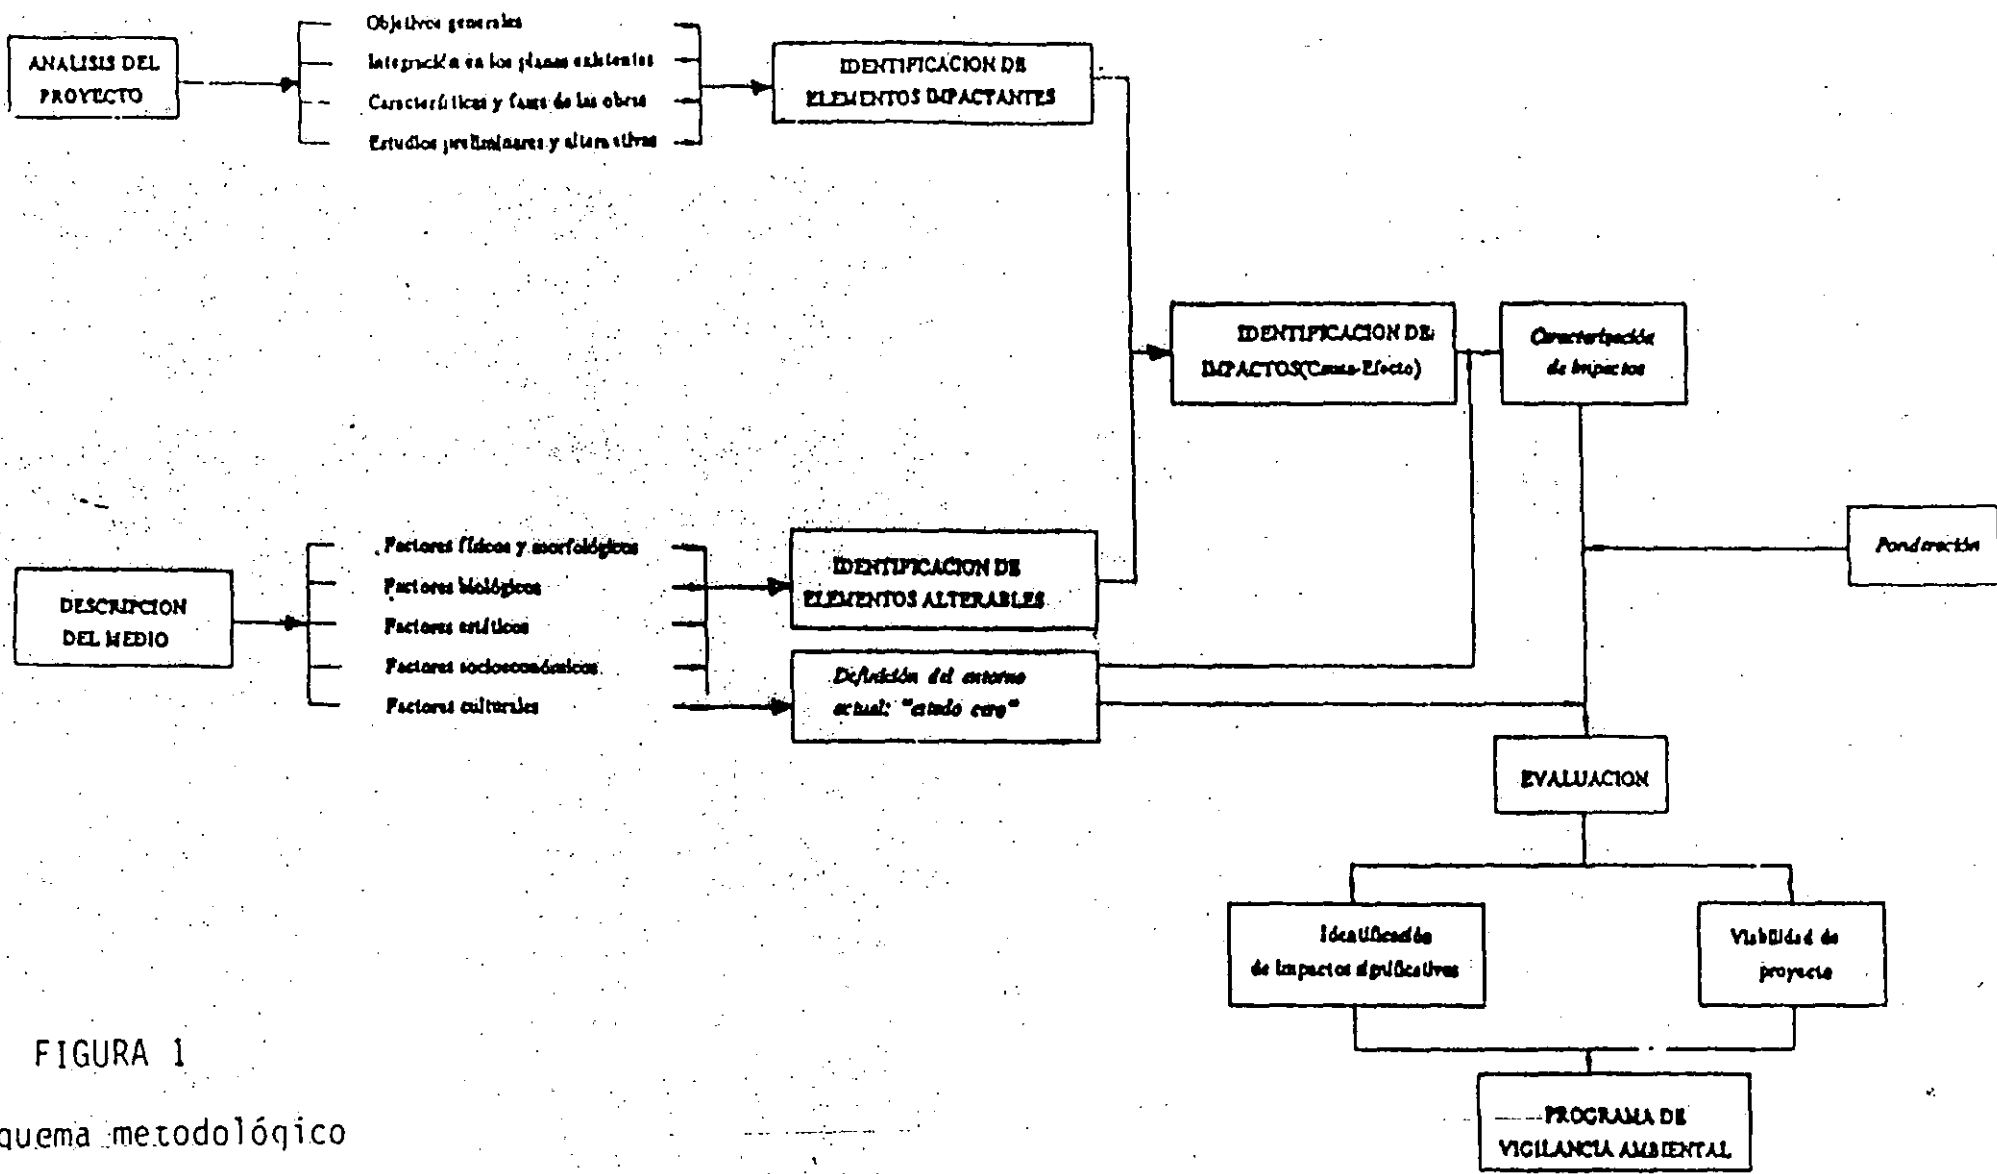 ANALISIS DEL
PROYECTO
Objetivos generales
Integración en los planes existentes
Características y fases de las obras
Estudios preliminares y alternativas
IDENTIFICACION DE
ELEMENTOS IMPACTANTES
IDENTIFICACION DE
IMPACTOS(Causa-Efecto)
Caracterización
de impactos
Ponderación
DESCRIPCION
DEL MEDIO
Factores físicos y morfológicos
Factores biológicos
Factores estéticos
Factores socioeconómicos
Factores culturales
IDENTIFICACION DE
ELEMENTOS ALTERABLES
Definición del entorno
actual: "estado cero"
EVALUACION
Identificación
de impactos significativos
Viabilidad de
proyecto
PROGRAMA DE
VIGILANCIA AMBIENTAL
FIGURA 1
quema metodológico